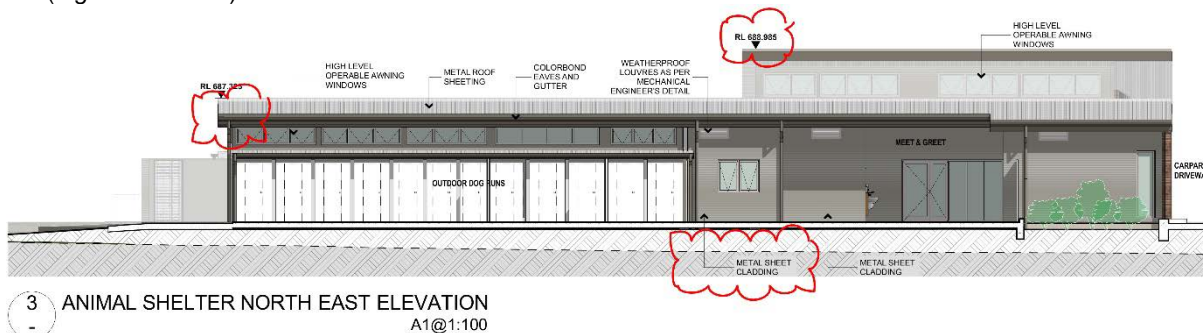 RL 688.985
HIGH LEVEL
OPERABLE AWNING
WINDOWS
HIGH LEVEL
OPERABLE AWNING
WINDOWS
METAL ROOF
SHEETING
COLORBOND
EAVES AND
GUTTER
WEATHERPROOF
LOUVRES AS PER
MECHANICAL
ENGINEER'S DETAIL
MEET & GREET
OUTDOOR DOG RUNS
METAL SHEET
CLADDING
METAL SHEET
CLADDING
3
-
ANIMAL SHELTER NORTH EAST ELEVATION
A1@1:100